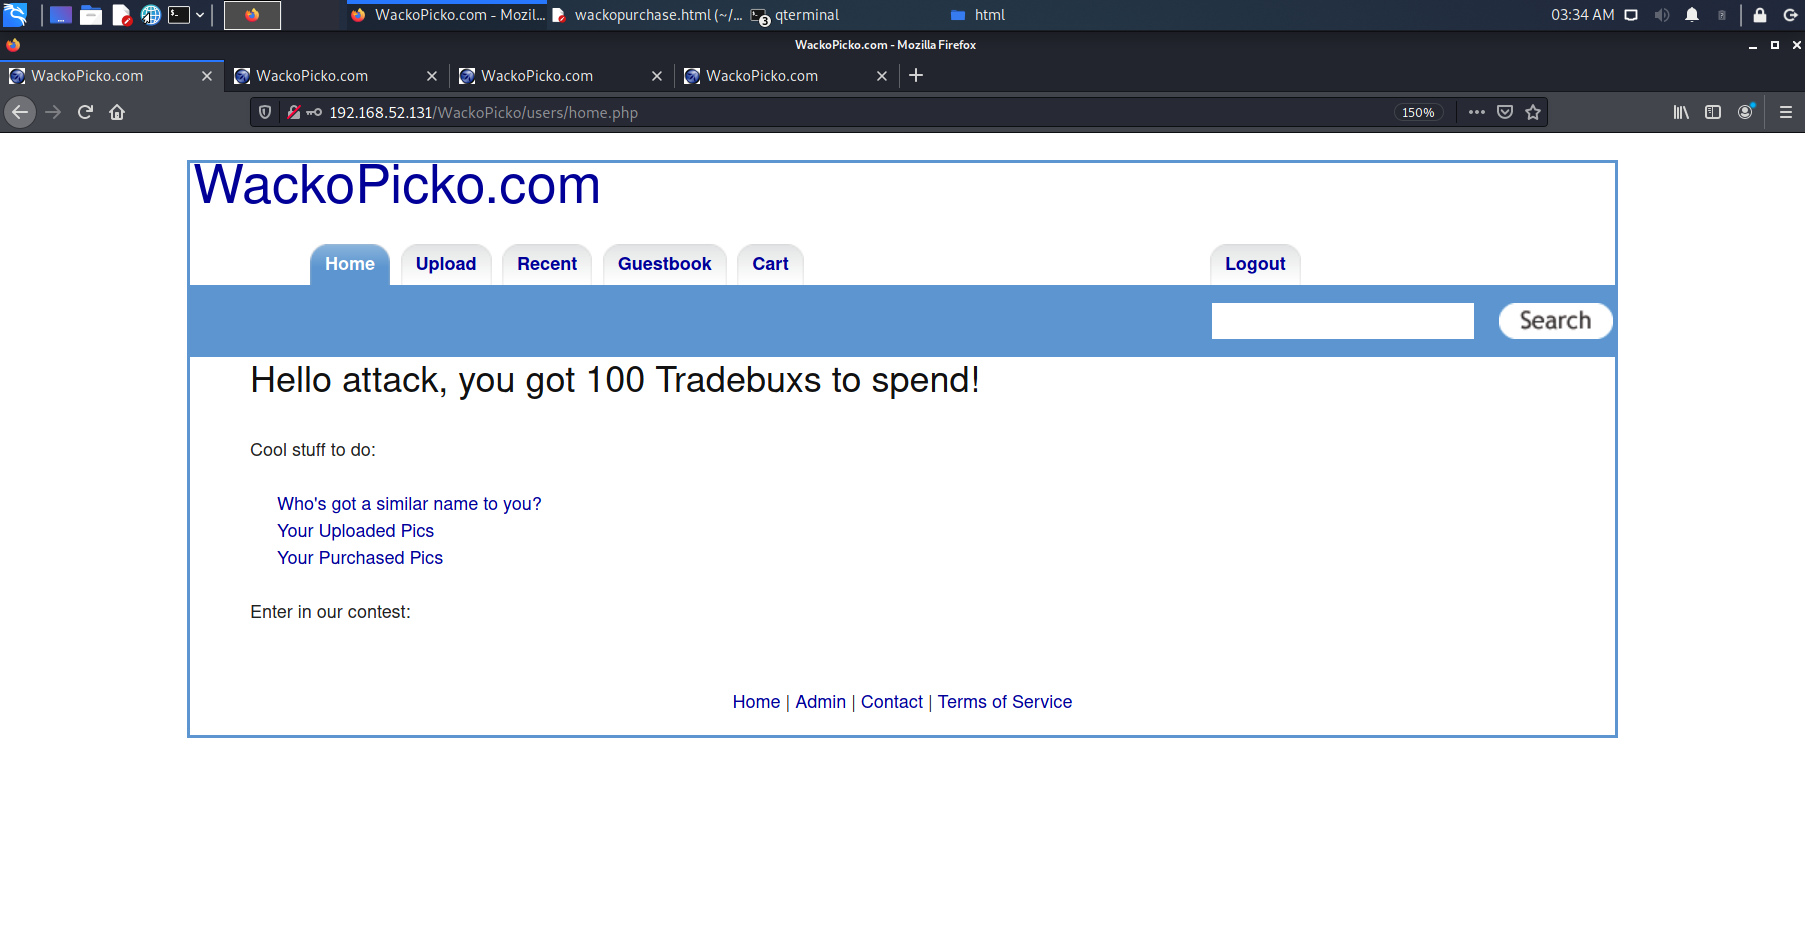 WackoPicko.com - Mozil... wackopurchase.html (~/... 3 qterminal html 03:34 AM
WackoPicko.com - Mozilla Firefox
WackoPicko.com WackoPicko.com WackoPicko.com WackoPicko.com
192.168.52.131/WackoPicko/users/home.php 150%
WackoPicko.com
Home Upload Recent Guestbook Cart Logout
Search
Hello attack, you got 100 Tradebuxs to spend!
Cool stuff to do:
Who's got a similar name to you?
Your Uploaded Pics
Your Purchased Pics
Enter in our contest:
Home | Admin | Contact | Terms of Service